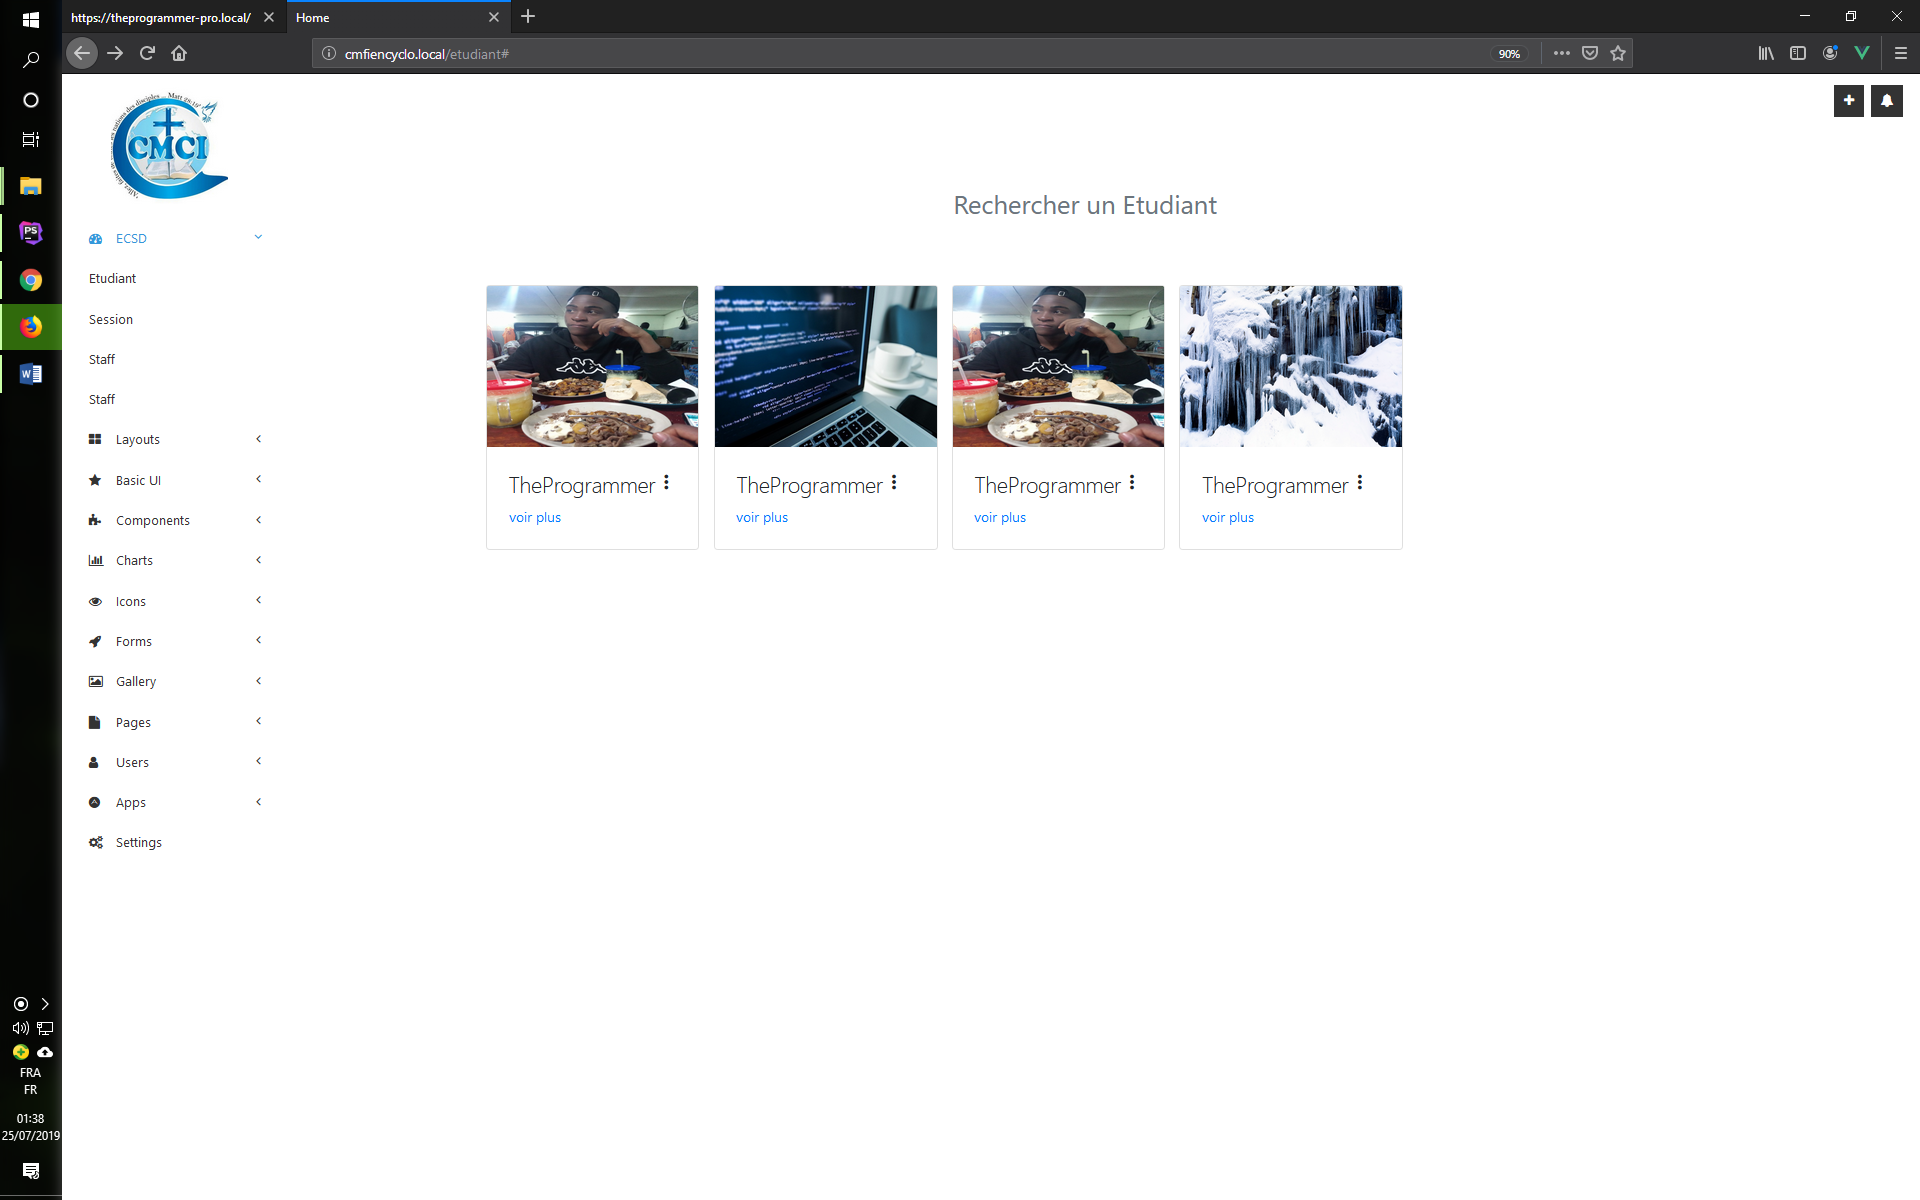 https://theprogrammer-pro.local/
Home
cmfiencyclo.local/etudiant#
90%
CMCI
Rechercher un Etudiant
ECSD
Etudiant
Session
Staff
Staff
Layouts
Basic UI
Components
Charts
Icons
Forms
Gallery
Pages
Users
Apps
Settings
TheProgrammer
voir plus
TheProgrammer
voir plus
TheProgrammer
voir plus
TheProgrammer
voir plus
PS
W
FRA
FR
01:38
25/07/2019